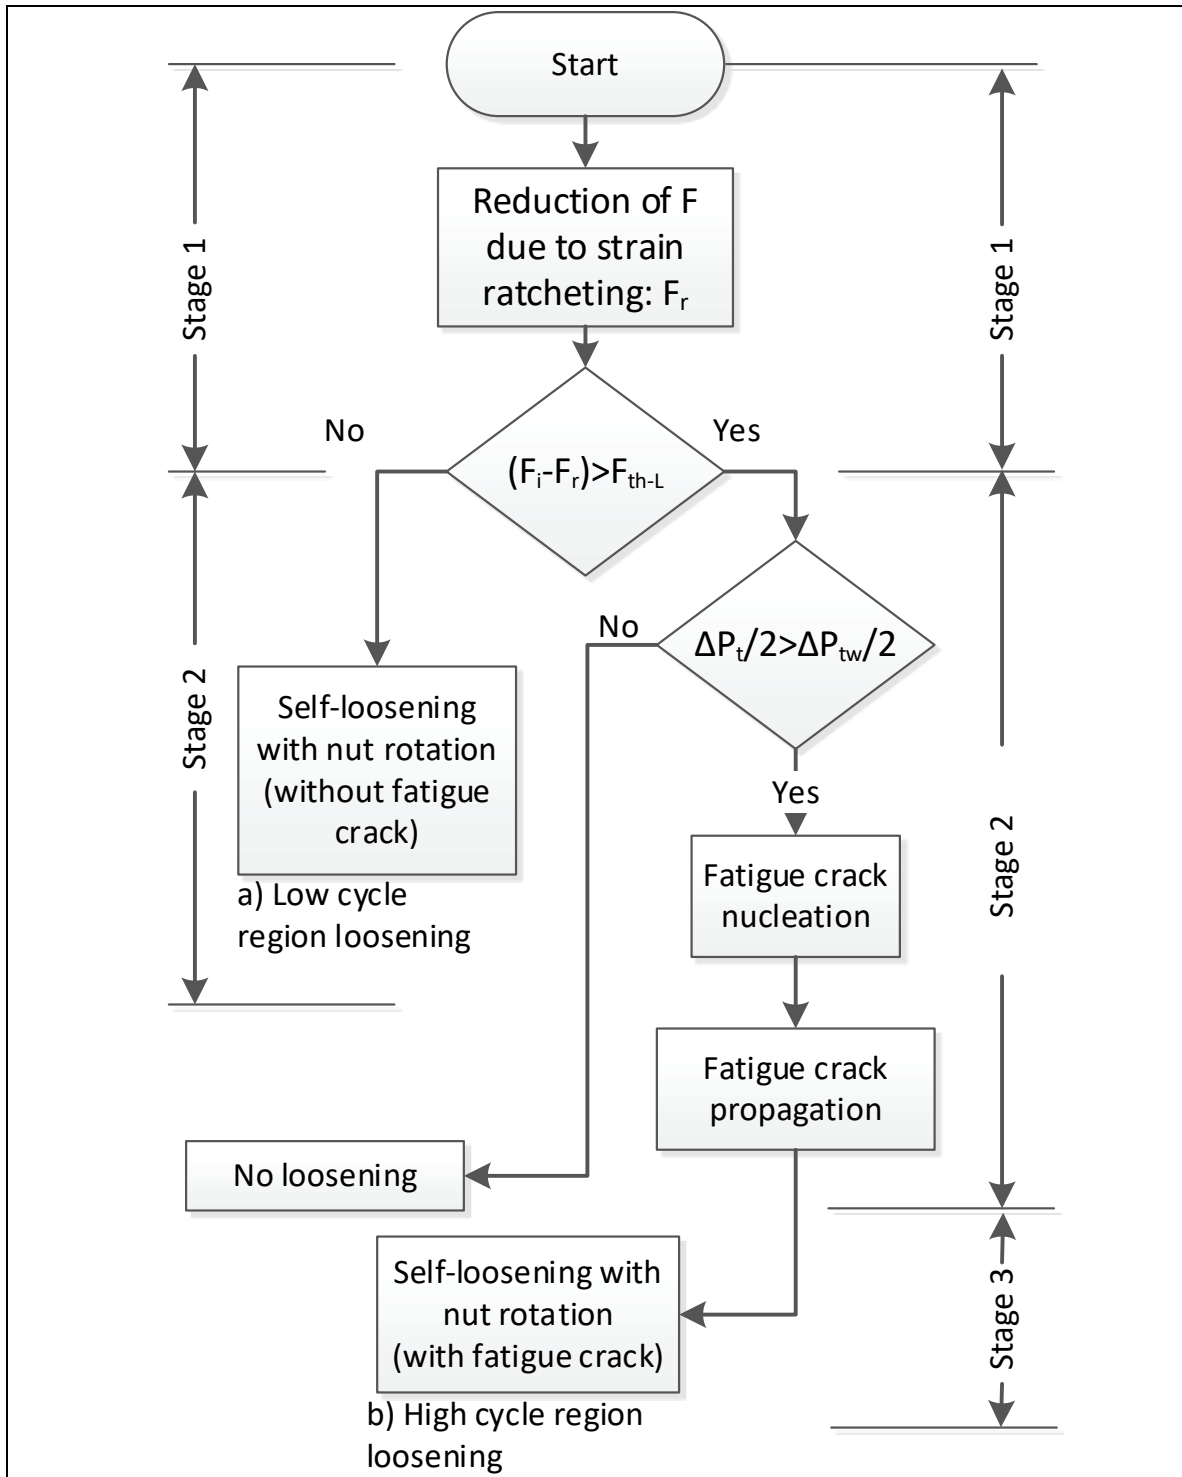 Start
Reduction of F
due to strain
ratcheting: Fᵣ
Stage 1
Stage 1
No
Yes
(Fᵢ-Fᵣ)>Fth-L
No
ΔPt/2>ΔPtw/2
Stage 2
Self-loosening
with nut rotation
(without fatigue
crack)
a) Low cycle
region loosening
Yes
Fatigue crack
nucleation
Stage 2
Fatigue crack
propagation
No loosening
Self-loosening with
nut rotation
(with fatigue crack)
Stage 3
b) High cycle region
loosening